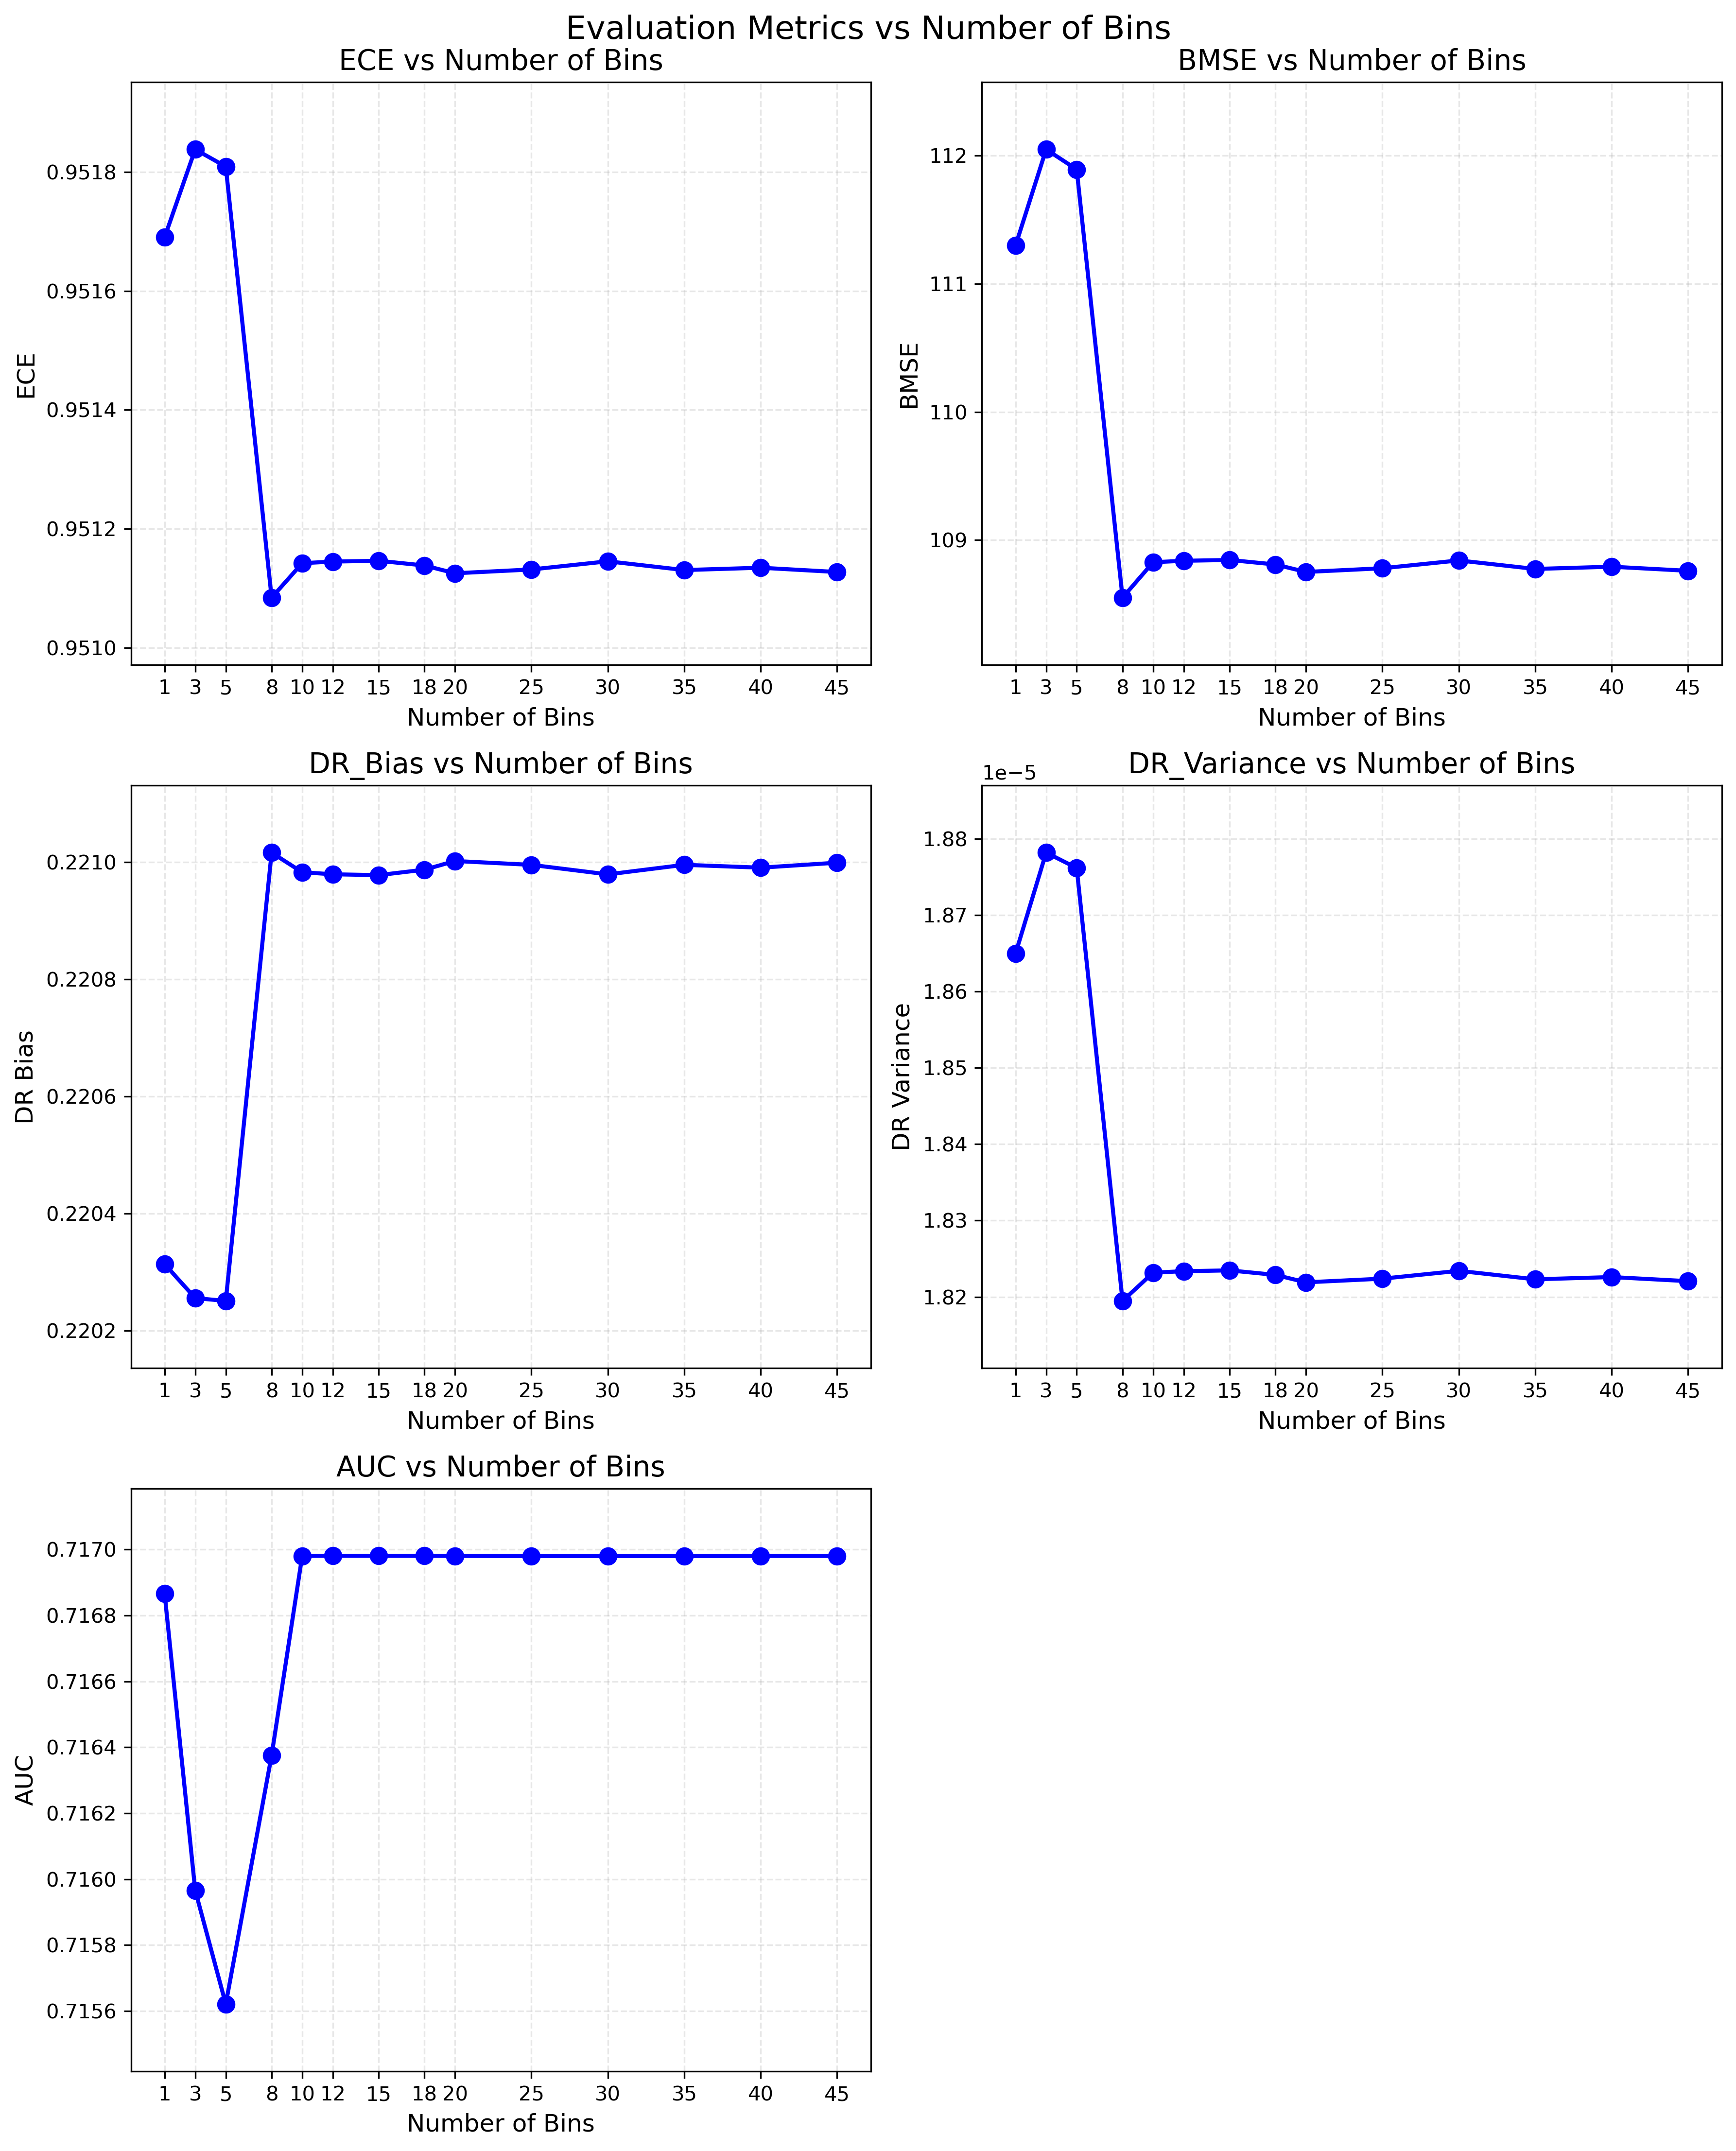 Evaluation Metrics vs Number of Bins
ECE vs Number of Bins
ECE
0.9518
0.9516
0.9514
0.9512
0.9510
1 3 5 8 10 12 15 18 20 25 30 35 40 45
Number of Bins
BMSE vs Number of Bins
BMSE
112
111
110
109
1 3 5 8 10 12 15 18 20 25 30 35 40 45
Number of Bins
DR_Bias vs Number of Bins
DR Bias
0.2210
0.2208
0.2206
0.2204
0.2202
1 3 5 8 10 12 15 18 20 25 30 35 40 45
Number of Bins
DR_Variance vs Number of Bins
1e−5
DR Variance
1.88
1.87
1.86
1.85
1.84
1.83
1.82
1 3 5 8 10 12 15 18 20 25 30 35 40 45
Number of Bins
AUC vs Number of Bins
AUC
0.7170
0.7168
0.7166
0.7164
0.7162
0.7160
0.7158
0.7156
1 3 5 8 10 12 15 18 20 25 30 35 40 45
Number of Bins